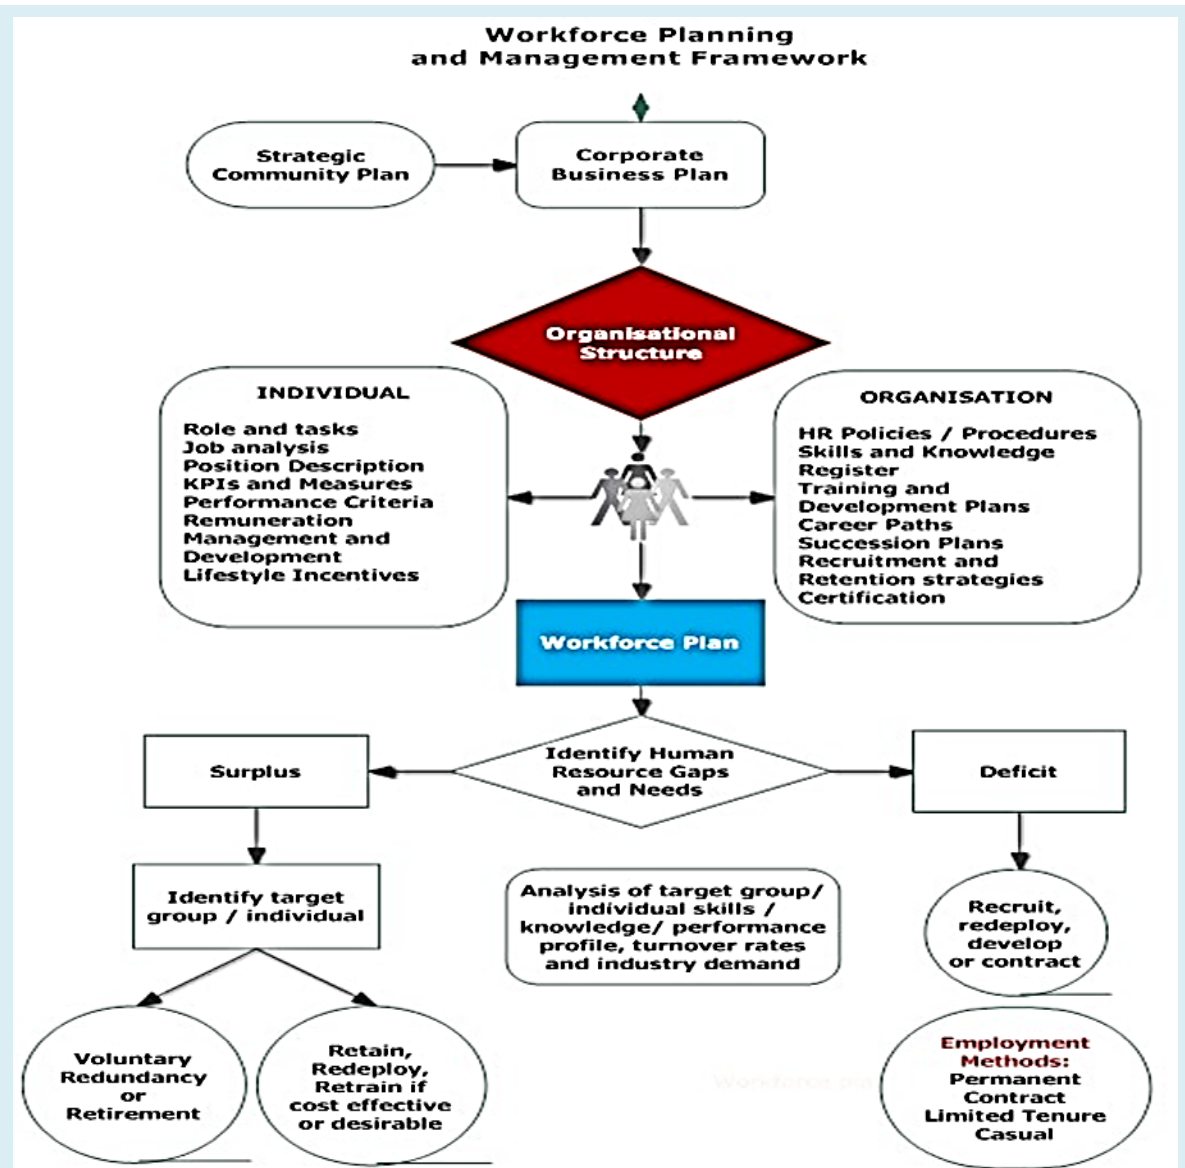 Workforce Planning
and Management Framework
Strategic
Community Plan
Corporate
Business Plan
Organisational
Structure
INDIVIDUAL
Role and tasks
Job analysis
Position Description
KPIs and Measures
Performance Criteria
Remuneration
Management and
Development
Lifestyle Incentives
ORGANISATION
HR Policies / Procedures
Skills and Knowledge
Register
Training and
Development Plans
Career Paths
Succession Plans
Recruitment and
Retention strategies
Certification
Workforce Plan
Surplus
Identify Human
Resource Gaps
and Needs
Deficit
Identify target
group / individual
Analysis of target group/
individual skills /
knowledge/ performance
profile, turnover rates
and industry demand
Recruit,
redeploy,
develop
or contract
Voluntary
Redundancy
or
Retirement
Retain,
Redeploy,
Retrain if
cost effective
or desirable
Workforce pla
Employment
Methods:
Permanent
Contract
Limited Tenure
Casual